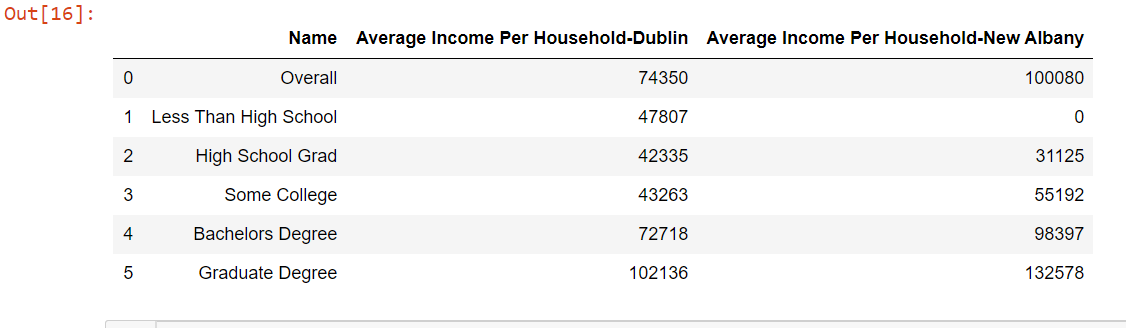 Out[16]:
Name Average Income Per Household-Dublin Average Income Per Household-New Albany
0 Overall 74350 100080
1 Less Than High School 47807 0
2 High School Grad 42335 31125
3 Some College 43263 55192
4 Bachelors Degree 72718 98397
5 Graduate Degree 102136 132578